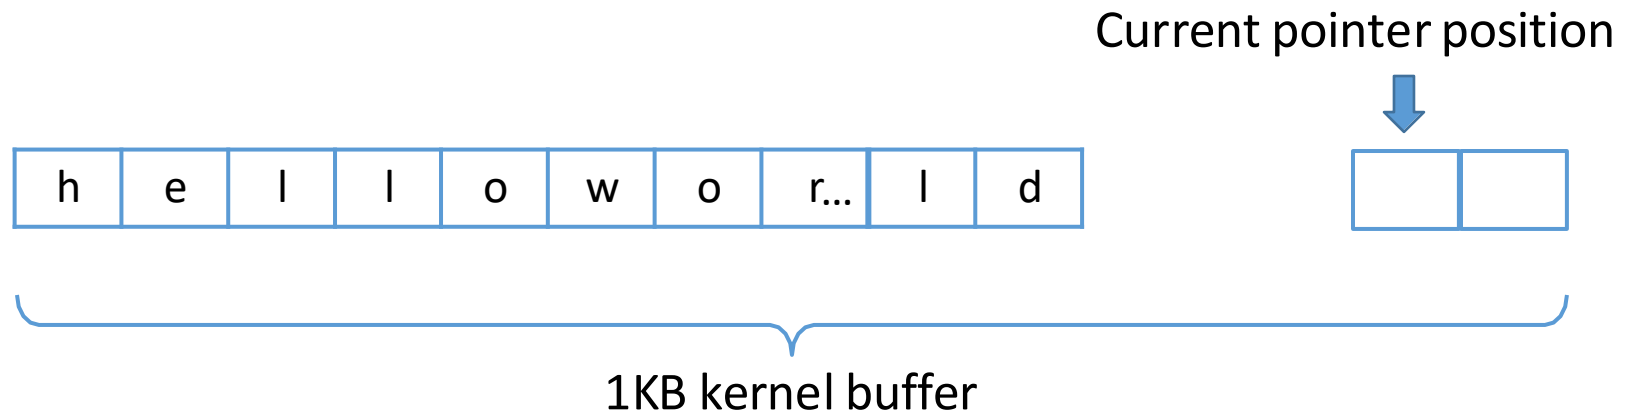 Current pointer position
h e l l o w o r... l d
1KB kernel buffer